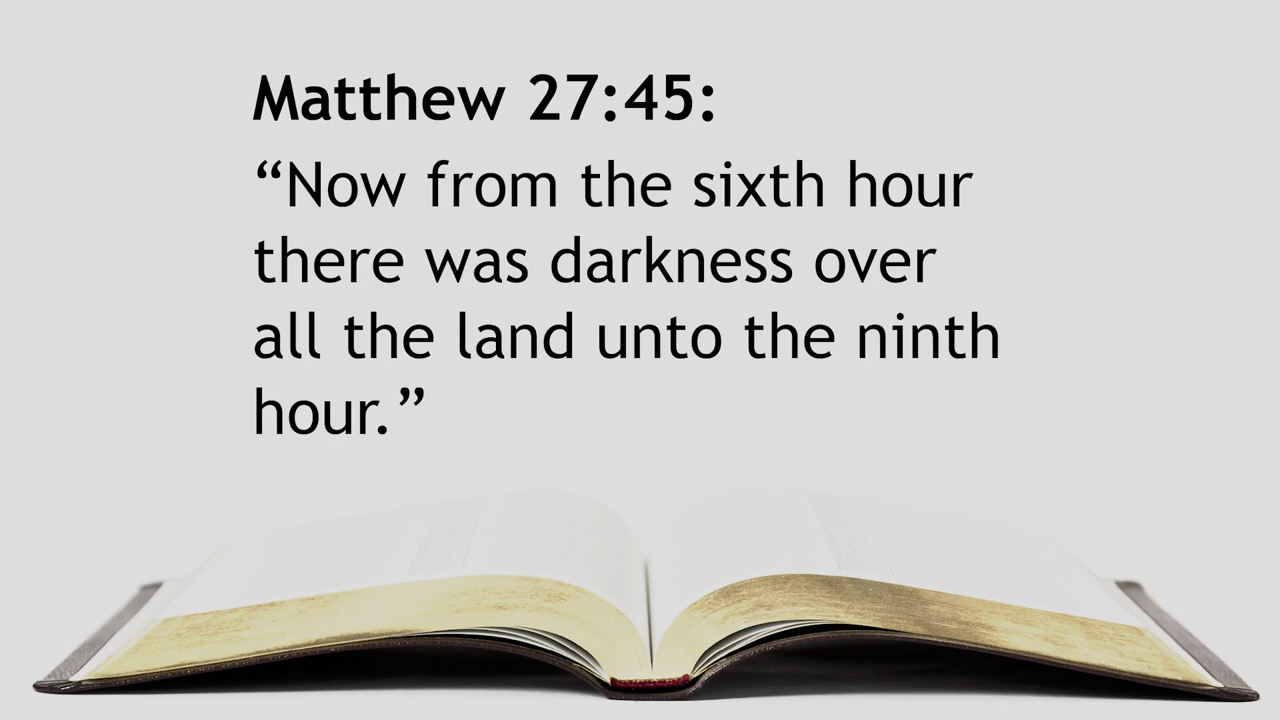 Matthew 27:45:
“Now from the sixth hour
there was darkness over
all the land unto the ninth
hour.”